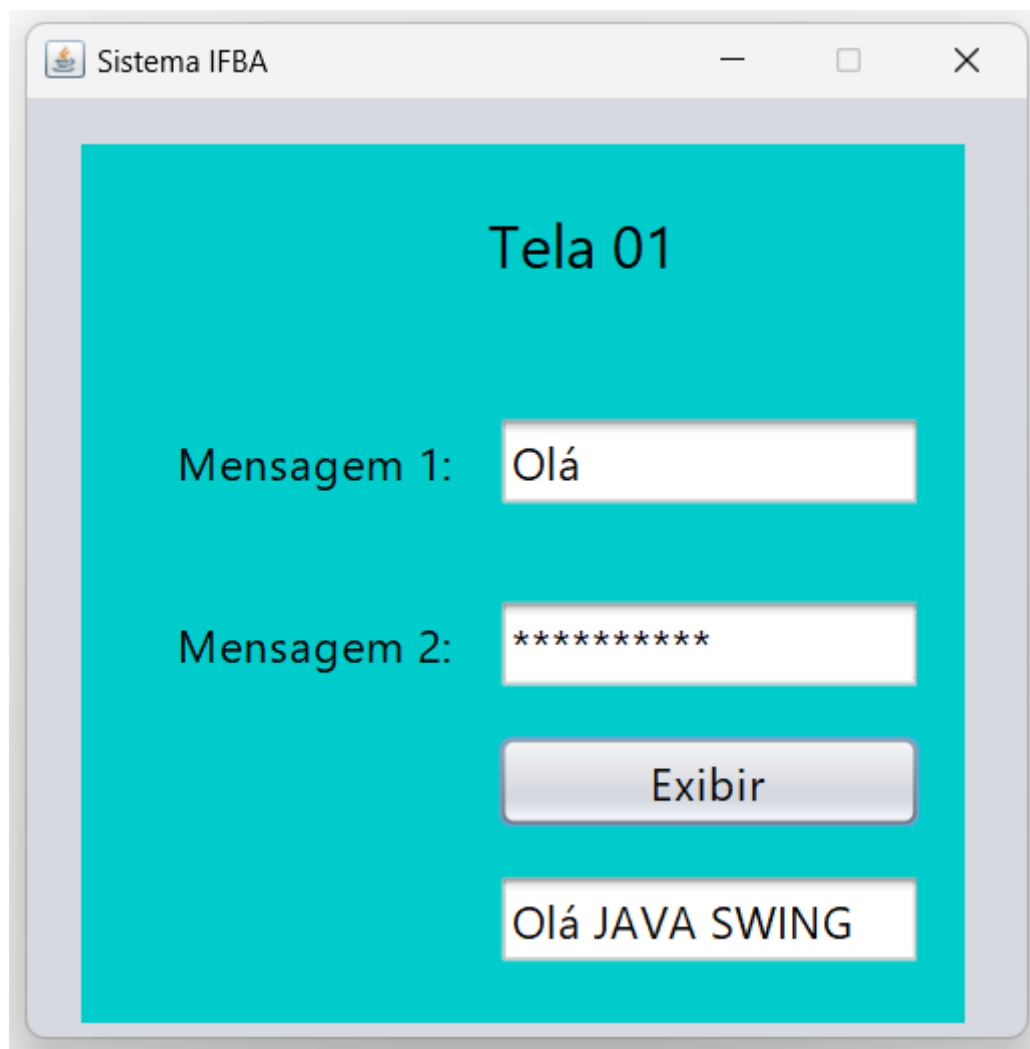 Sistema IFBA
Tela 01
Mensagem 1: Olá
Mensagem 2: **********
Exibir
Olá JAVA SWING